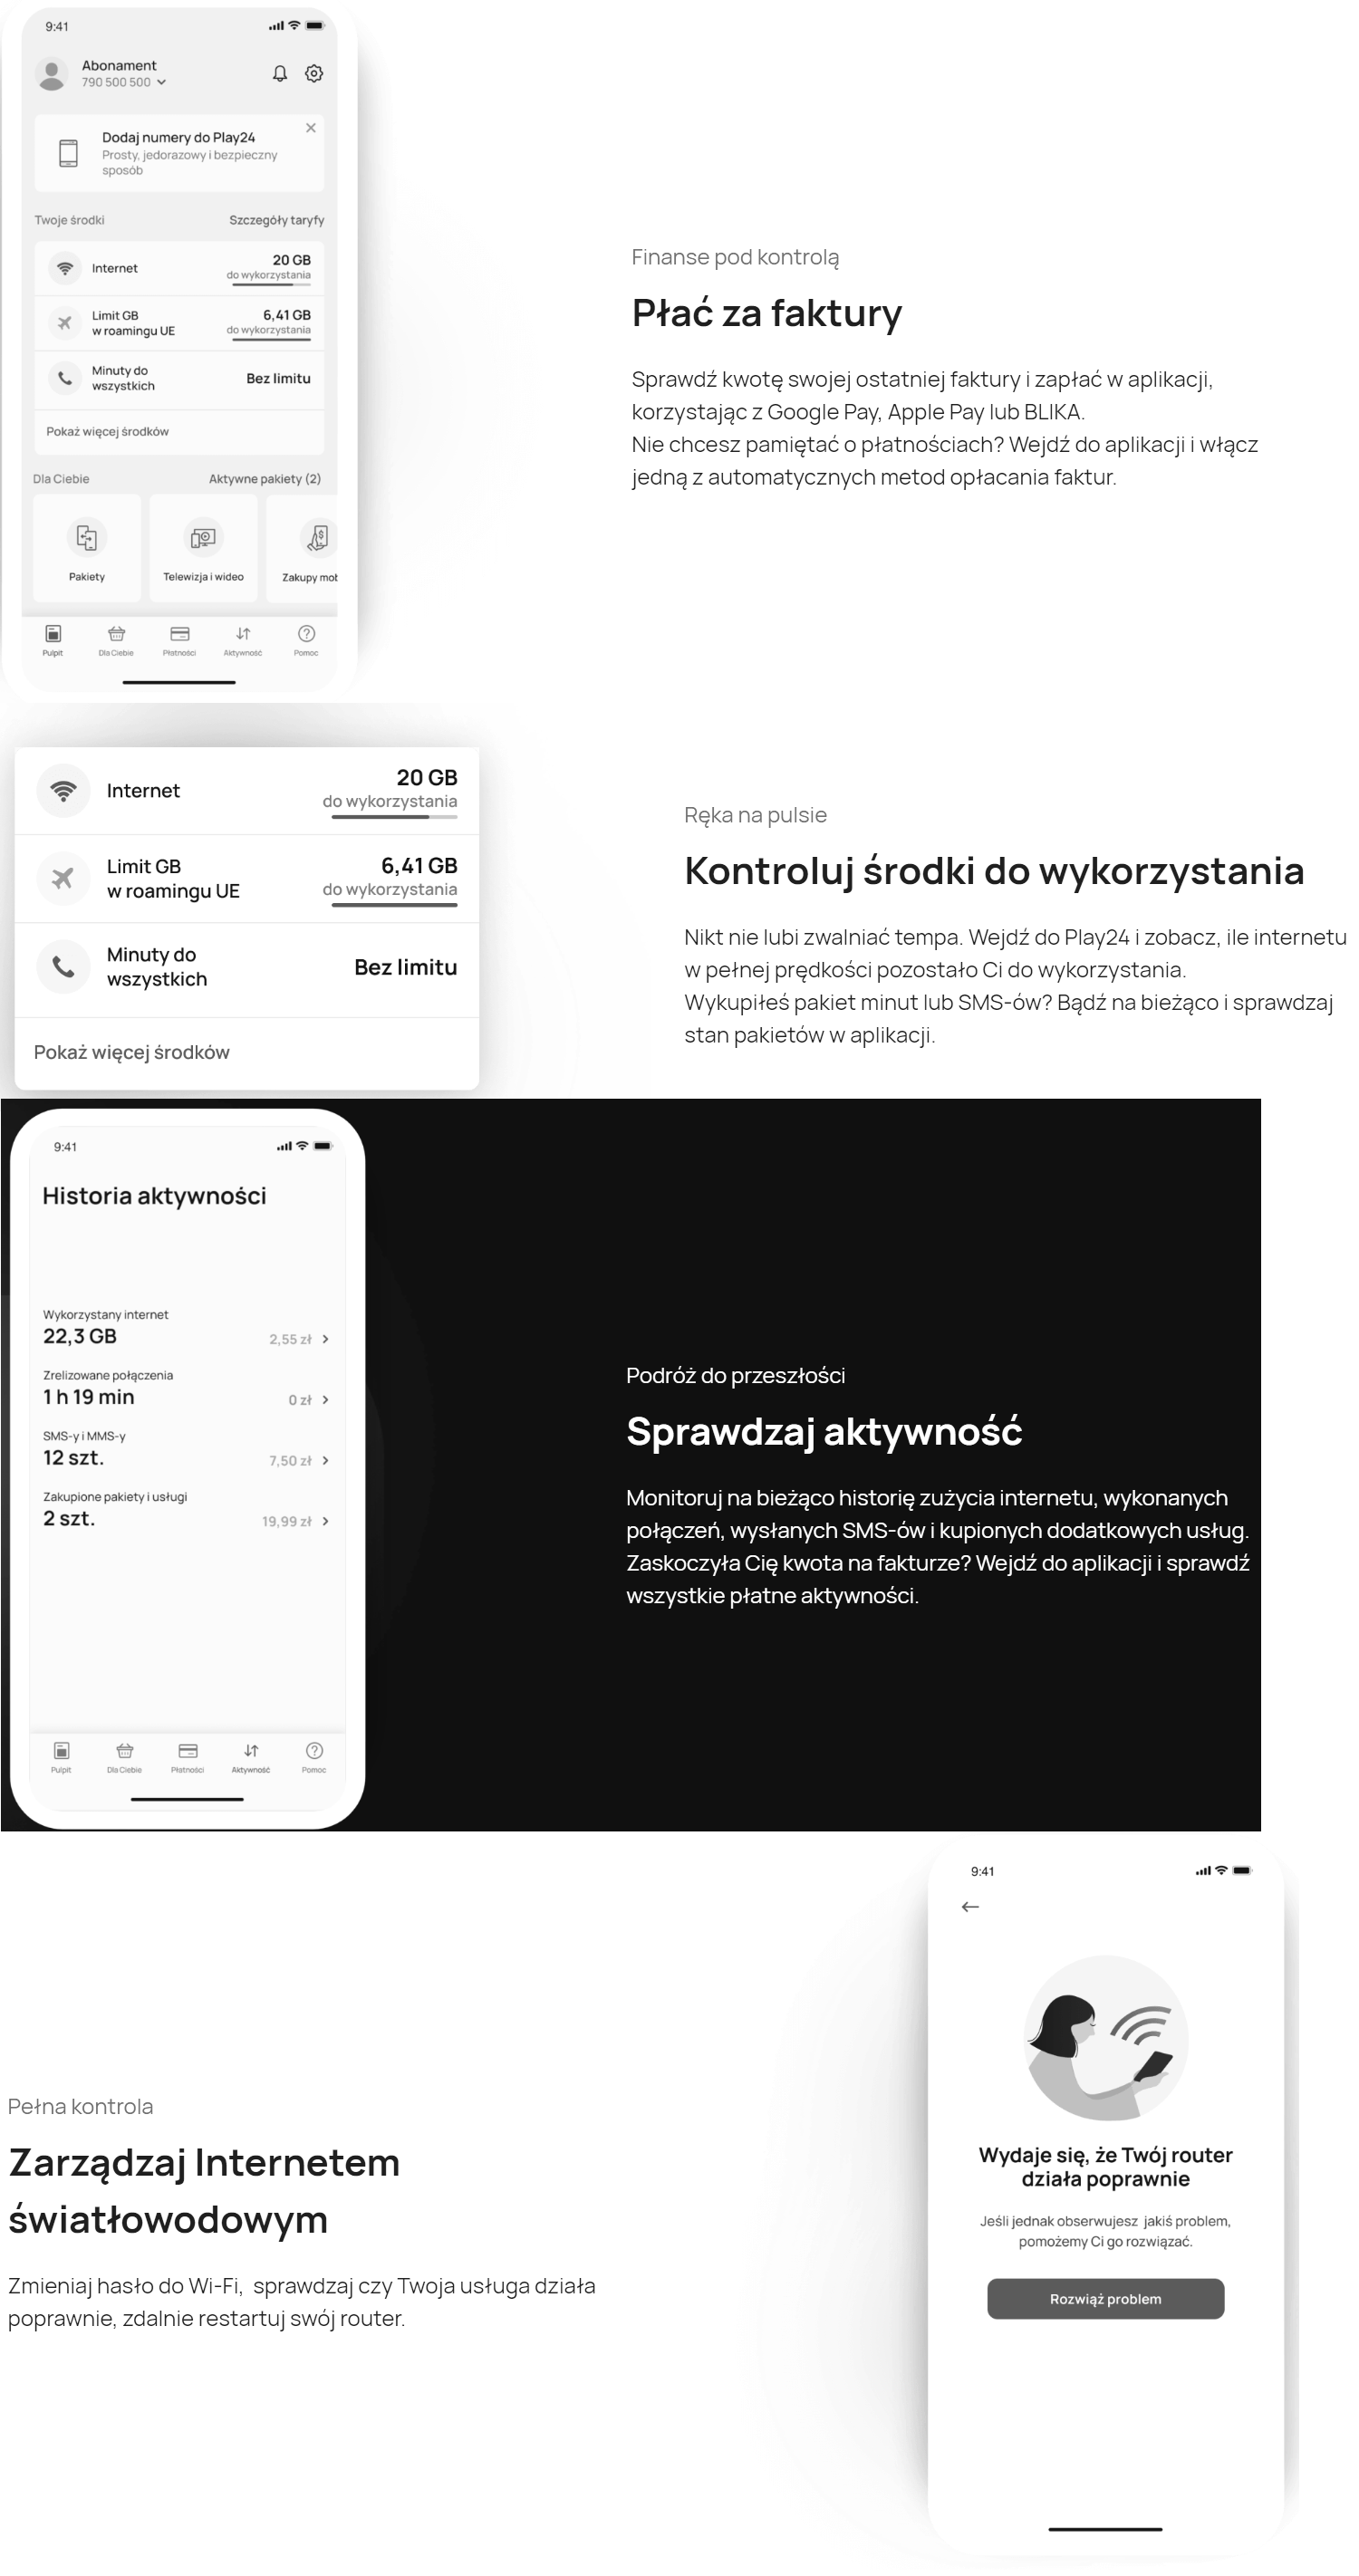 9:41
Abonament
790 500 500
Dodaj numery do Play24
Prosty, jedorazowy i bezpieczny
sposób
Twoje środki
Szczegóły taryfy
Internet
20 GB
do wykorzystania
Limit GB
w roamingu UE
6,41 GB
do wykorzystania
Minuty do
wszystkich
Bez limitu
Pokaż więcej środków
Dla Ciebie
Aktywne pakiety (2)
Pakiety
Telewizja i wideo
Zakupy mob
Pulpit
Dla Ciebie
Płatności
Aktywność
Pomoc
Finanse pod kontrolą
Płać za faktury
Sprawdź kwotę swojej ostatniej faktury i zapłać w aplikacji,
korzystając z Google Pay, Apple Pay lub BLIKA.
Nie chcesz pamiętać o płatnościach? Wejdź do aplikacji i włącz
jedną z automatycznych metod opłacania faktur.
Internet
20 GB
do wykorzystania
Limit GB
w roamingu UE
6,41 GB
do wykorzystania
Minuty do
wszystkich
Bez limitu
Pokaż więcej środków
Ręka na pulsie
Kontroluj środki do wykorzystania
Nikt nie lubi zwalniać tempa. Wejdź do Play24 i zobacz, ile internetu
w pełnej prędkości pozostało Ci do wykorzystania.
Wykupiłeś pakiet minut lub SMS-ów? Bądź na bieżąco i sprawdzaj
stan pakietów w aplikacji.
9:41
Historia aktywności
Wykorzystany internet
22,3 GB
2,55 zł
Zrelizowane połączenia
1 h 19 min
0 zł
SMS-y i MMS-y
12 szt.
7,50 zł
Zakupione pakiety i usługi
2 szt.
19,99 zł
Pulpit
Dla Ciebie
Płatności
Aktywność
Pomoc
Podróż do przeszłości
Sprawdzaj aktywność
Monitoruj na bieżąco historię zużycia internetu, wykonanych
połączeń, wysłanych SMS-ów i kupionych dodatkowych usług.
Zaskoczyła Cię kwota na fakturze? Wejdź do aplikacji i sprawdź
wszystkie płatne aktywności.
Pełna kontrola
Zarządzaj Internetem
światłowodowym
Zmieniaj hasło do Wi-Fi, sprawdzaj czy Twoja usługa działa
poprawnie, zdalnie restartuj swój router.
9:41
Wydaje się, że Twój router
działa poprawnie
Jeśli jednak obserwujesz jakiś problem,
pomożemy Ci go rozwiązać.
Rozwiąż problem